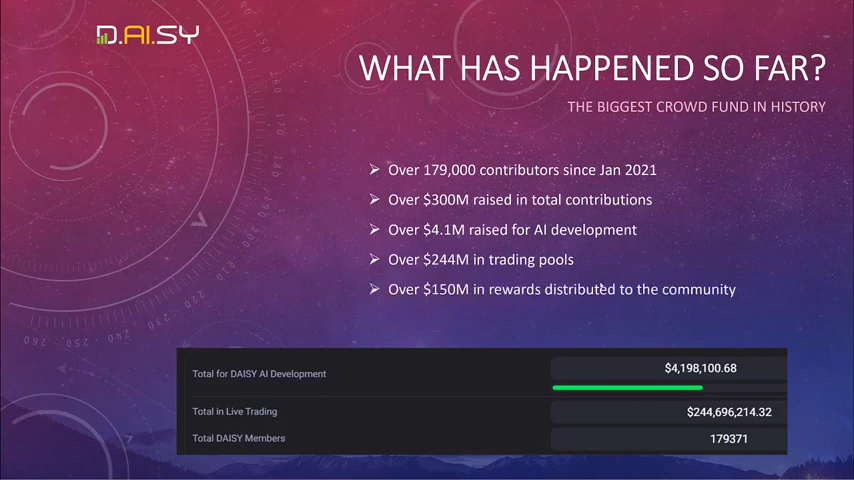 D.AI.SY
WHAT HAS HAPPENED SO FAR?
THE BIGGEST CROWD FUND IN HISTORY
Over 179,000 contributors since Jan 2021
Over $300M raised in total contributions
Over $4.1M raised for AI development
Over $244M in trading pools
Over $150M in rewards distributed to the community
Total for DAISY AI Development
$4,198,100.68
Total in Live Trading
$244,696,214.32
Total DAISY Members
179371